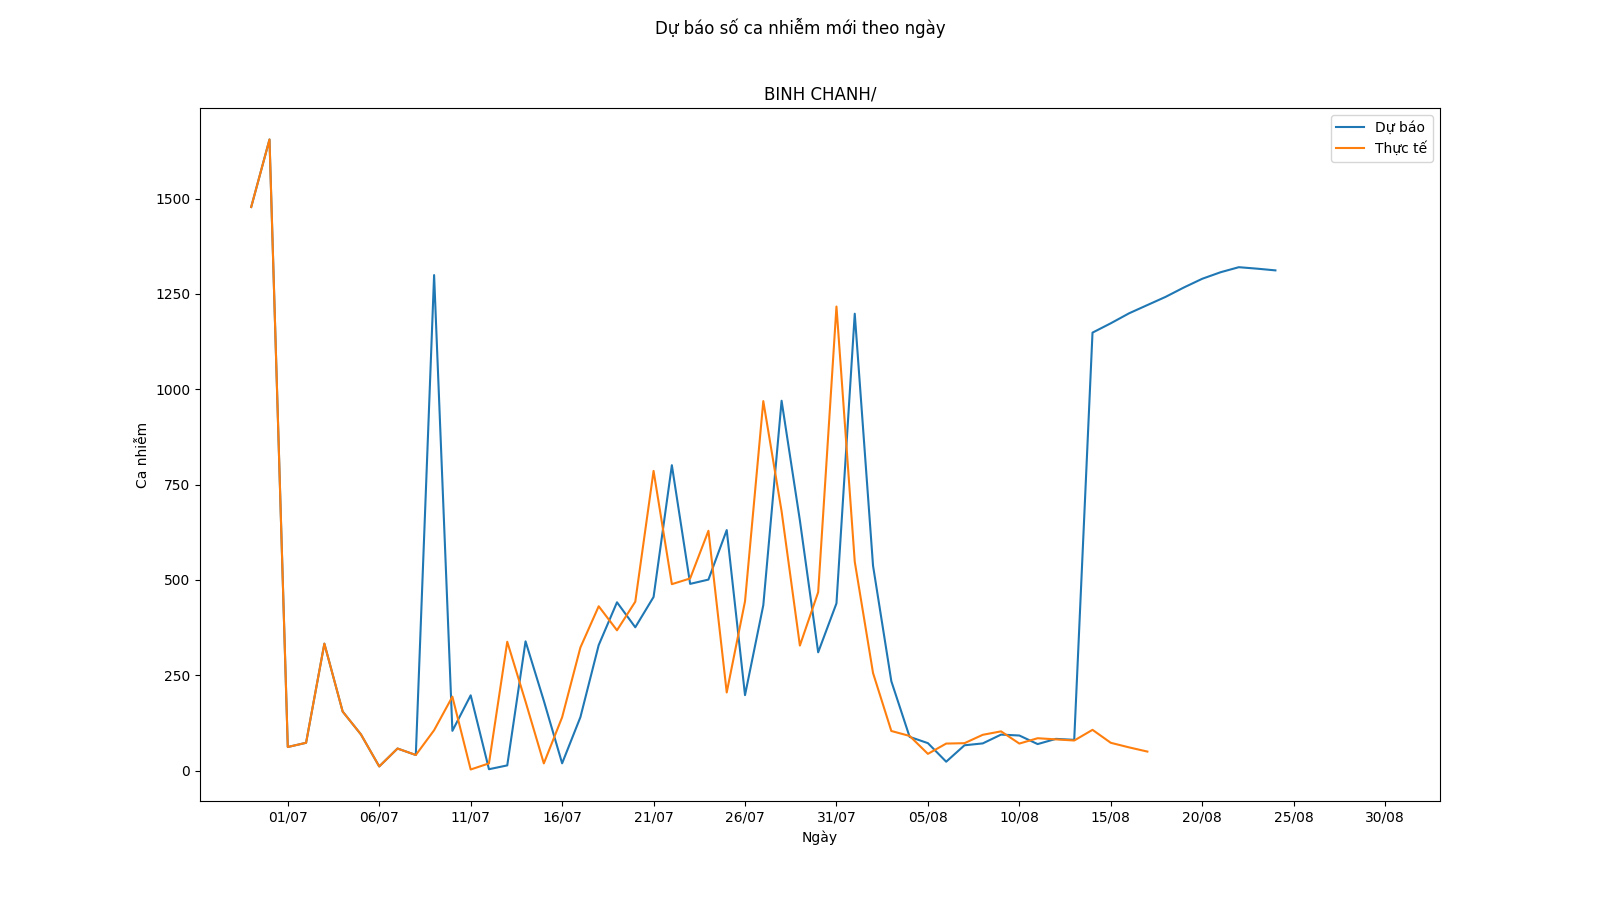 Dự báo số ca nhiễm mới theo ngày
BINH CHANH/
Dự báo
Thực tế
Ca nhiễm
1500
1250
1000
750
500
250
0
01/07 06/07 11/07 16/07 21/07 26/07 31/07 05/08 10/08 15/08 20/08 25/08 30/08
Ngày